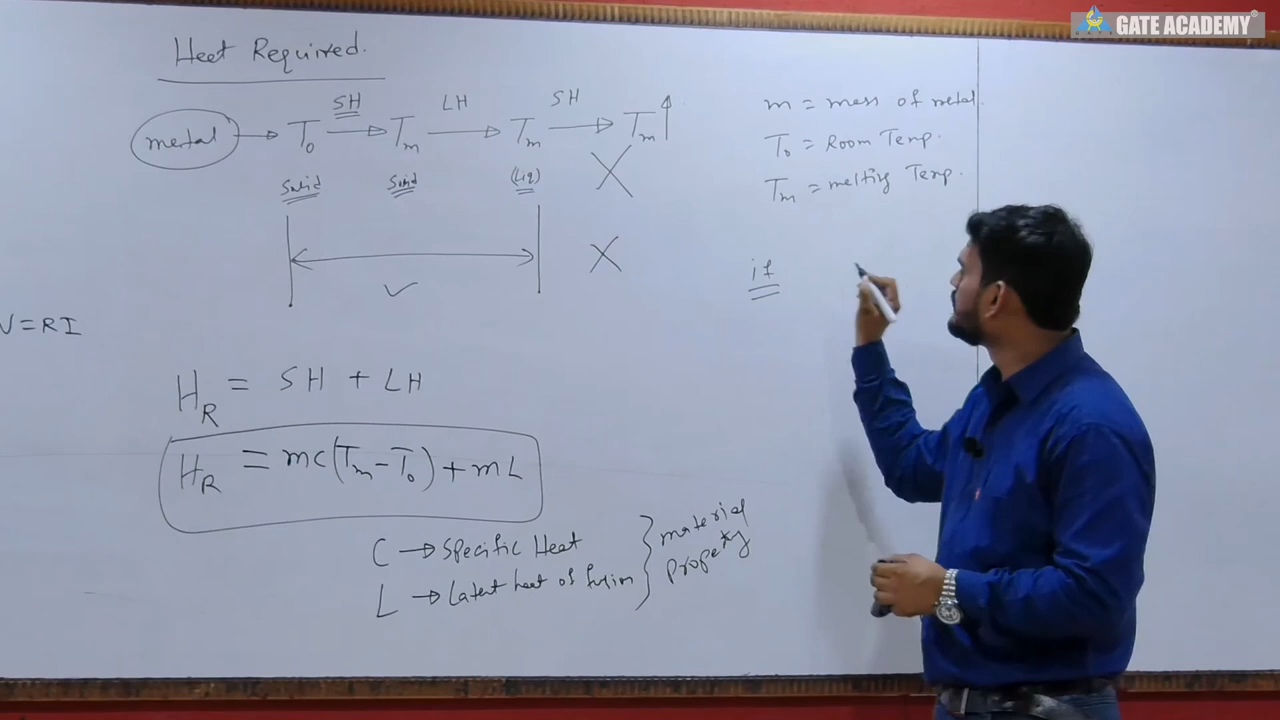 GATE ACADEMY
Heat Required.
SH LH SH
metal → T₀ → Tₘ → Tₘ → Tₘ↑
Solid Solid (Liq) X
✓ X
V = RI
H_R = SH + LH
H_R = mc(Tₘ - T₀) + mL
C → Specific Heat
L → Latent heat of fusion
} material
property
m = mass of metal.
T₀ = Room Temp.
Tₘ = melting Temp.
if